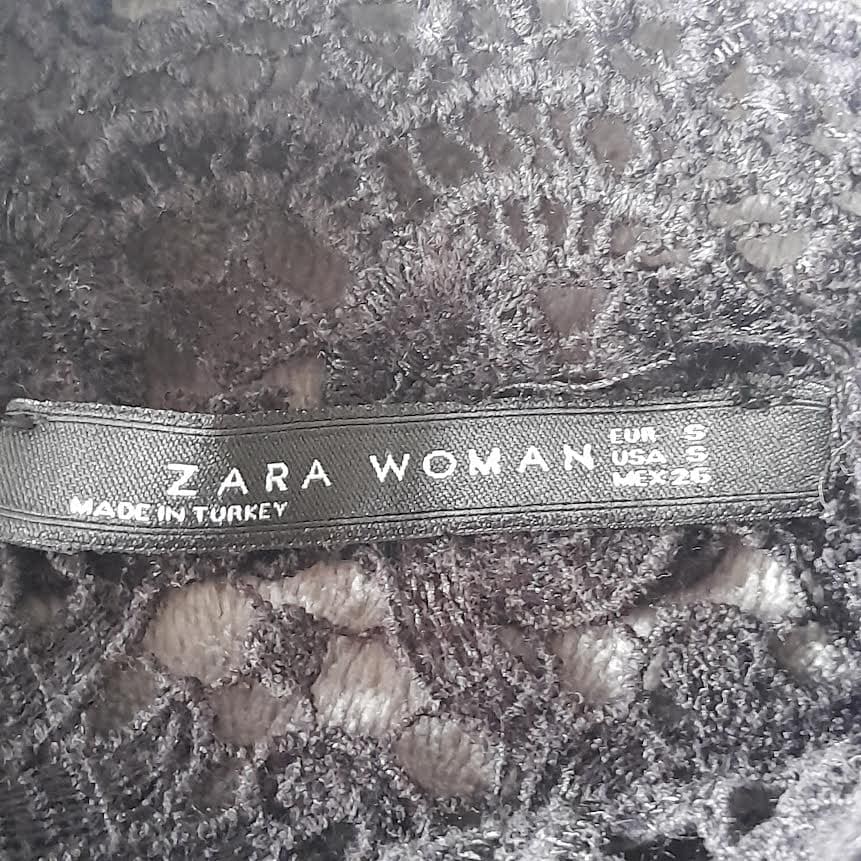 ZARA WOMAN
EUR S
USA S
MEX 26
MADE IN TURKEY